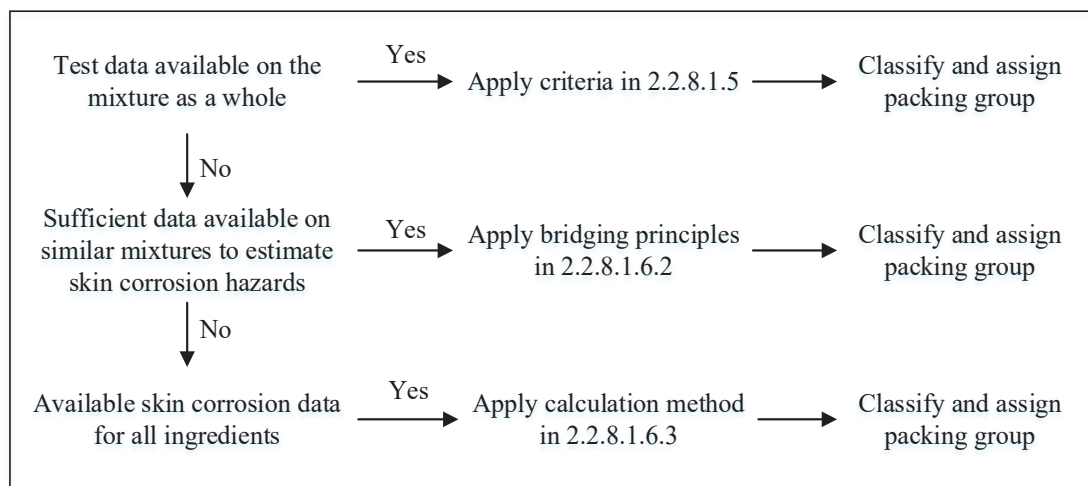 Test data available on the
mixture as a whole
Yes
Apply criteria in 2.2.8.1.5
Classify and assign
packing group
No
Sufficient data available on
similar mixtures to estimate
skin corrosion hazards
Yes
Apply bridging principles
in 2.2.8.1.6.2
Classify and assign
packing group
No
Available skin corrosion data
for all ingredients
Yes
Apply calculation method
in 2.2.8.1.6.3
Classify and assign
packing group